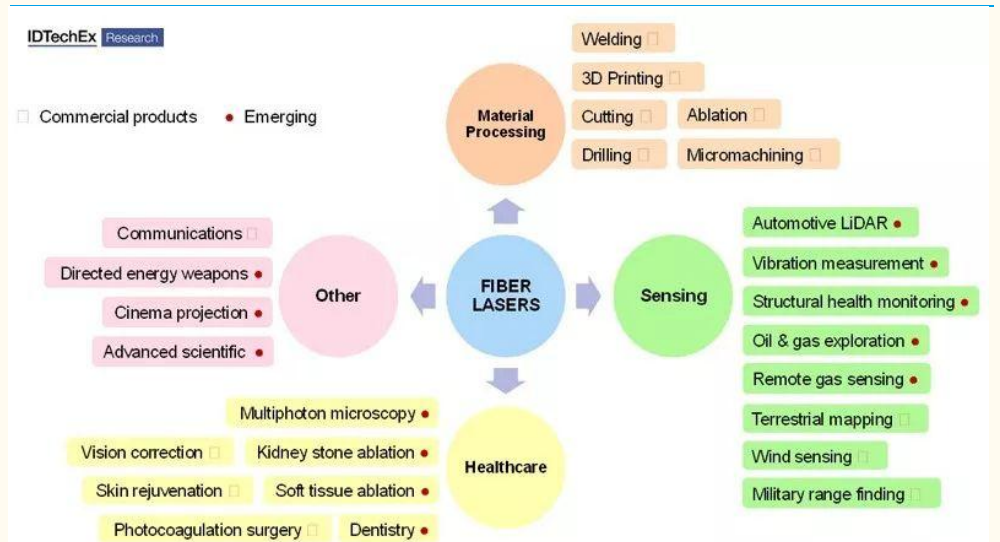 IDTechEx Research
Commercial products
Emerging
Material
Processing
Welding
3D Printing
Cutting
Ablation
Drilling
Micromachining
Communications
Directed energy weapons
Cinema projection
Advanced scientific
Other
FIBER
LASERS
Sensing
Automotive LiDAR
Vibration measurement
Structural health monitoring
Oil & gas exploration
Remote gas sensing
Terrestrial mapping
Wind sensing
Military range finding
Multiphoton microscopy
Vision correction
Kidney stone ablation
Skin rejuvenation
Soft tissue ablation
Photocoagulation surgery
Dentistry
Healthcare